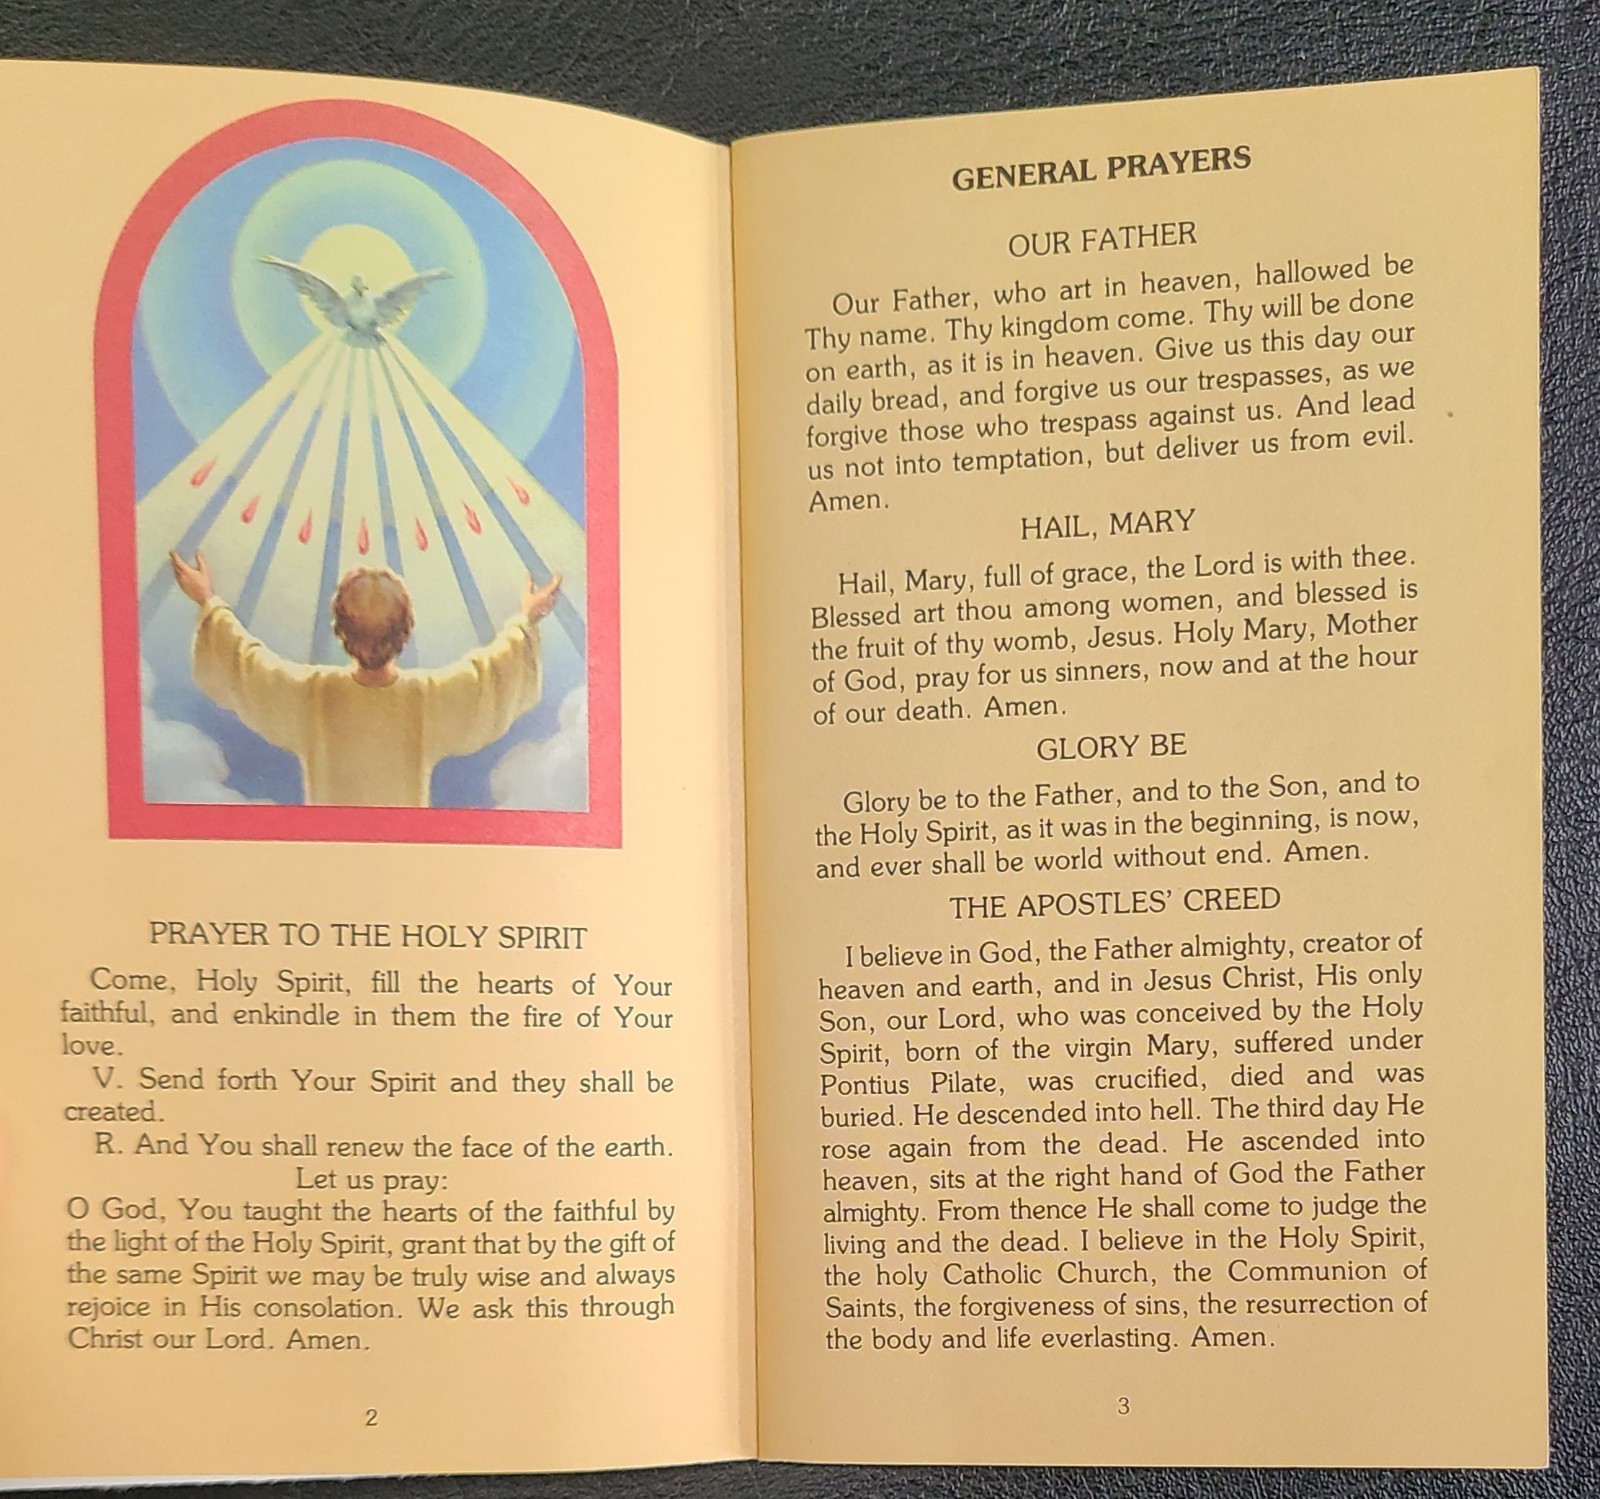 PRAYER TO THE HOLY SPIRIT
Come, Holy Spirit, fill the hearts of Your
faithful, and enkindle in them the fire of Your
love.
V. Send forth Your Spirit and they shall be
created.
R. And You shall renew the face of the earth.
Let us pray:
O God, You taught the hearts of the faithful by
the light of the Holy Spirit, grant that by the gift of
the same Spirit we may be truly wise and always
rejoice in His consolation. We ask this through
Christ our Lord. Amen.
2
GENERAL PRAYERS
OUR FATHER
Our Father, who art in heaven, hallowed be
Thy name. Thy kingdom come. Thy will be done
on earth, as it is in heaven. Give us this day our
daily bread, and forgive us our trespasses, as we
forgive those who trespass against us. And lead
us not into temptation, but deliver us from evil.
Amen.
HAIL, MARY
Hail, Mary, full of grace, the Lord is with thee.
Blessed art thou among women, and blessed is
the fruit of thy womb, Jesus. Holy Mary, Mother
of God, pray for us sinners, now and at the hour
of our death. Amen.
GLORY BE
Glory be to the Father, and to the Son, and to
the Holy Spirit, as it was in the beginning, is now,
and ever shall be world without end. Amen.
THE APOSTLES' CREED
I believe in God, the Father almighty, creator of
heaven and earth, and in Jesus Christ, His only
Son, our Lord, who was conceived by the Holy
Spirit, born of the virgin Mary, suffered under
Pontius Pilate, was crucified, died and was
buried. He descended into hell. The third day He
rose again from the dead. He ascended into
heaven, sits at the right hand of God the Father
almighty. From thence He shall come to judge the
living and the dead. I believe in the Holy Spirit,
the holy Catholic Church, the Communion of
Saints, the forgiveness of sins, the resurrection of
the body and life everlasting. Amen.
3